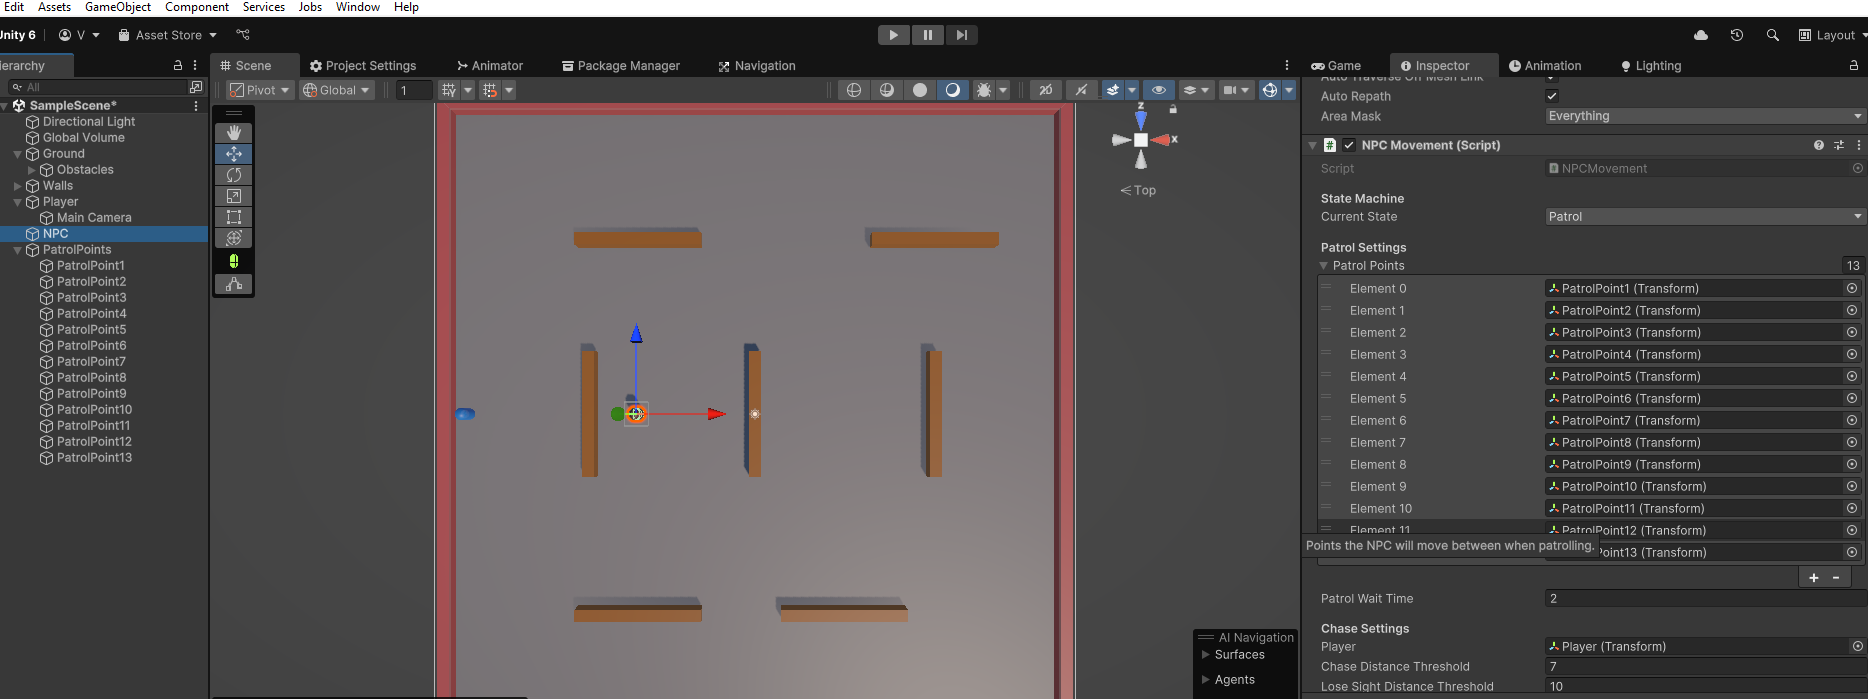 Edit Assets GameObject Component Services Jobs Window Help
Unity 6 V Asset Store Layout
Hierarchy Scene Project Settings Animator Package Manager Navigation Game Inspector Animation Lighting
All Pivot Global 1 2D
SampleScene*
Directional Light
Global Volume
Ground
Obstacles
Walls
Player
Main Camera
NPC
PatrolPoints
PatrolPoint1
PatrolPoint2
PatrolPoint3
PatrolPoint4
PatrolPoint5
PatrolPoint6
PatrolPoint7
PatrolPoint8
PatrolPoint9
PatrolPoint10
PatrolPoint11
PatrolPoint12
PatrolPoint13
z
x
Top
AI Navigation
Surfaces
Agents
Auto Traverse Off Mesh Link
Auto Repath
Area Mask Everything
# NPC Movement (Script)
Script NPCMovement
State Machine
Current State Patrol
Patrol Settings
Patrol Points 13
Element 0 PatrolPoint1 (Transform)
Element 1 PatrolPoint2 (Transform)
Element 2 PatrolPoint3 (Transform)
Element 3 PatrolPoint4 (Transform)
Element 4 PatrolPoint5 (Transform)
Element 5 PatrolPoint6 (Transform)
Element 6 PatrolPoint7 (Transform)
Element 7 PatrolPoint8 (Transform)
Element 8 PatrolPoint9 (Transform)
Element 9 PatrolPoint10 (Transform)
Element 10 PatrolPoint11 (Transform)
Element 11 PatrolPoint12 (Transform)
Points the NPC will move between when patrolling. Point13 (Transform)
+ -
Patrol Wait Time 2
Chase Settings
Player Player (Transform)
Chase Distance Threshold 7
Lose Sight Distance Threshold 10